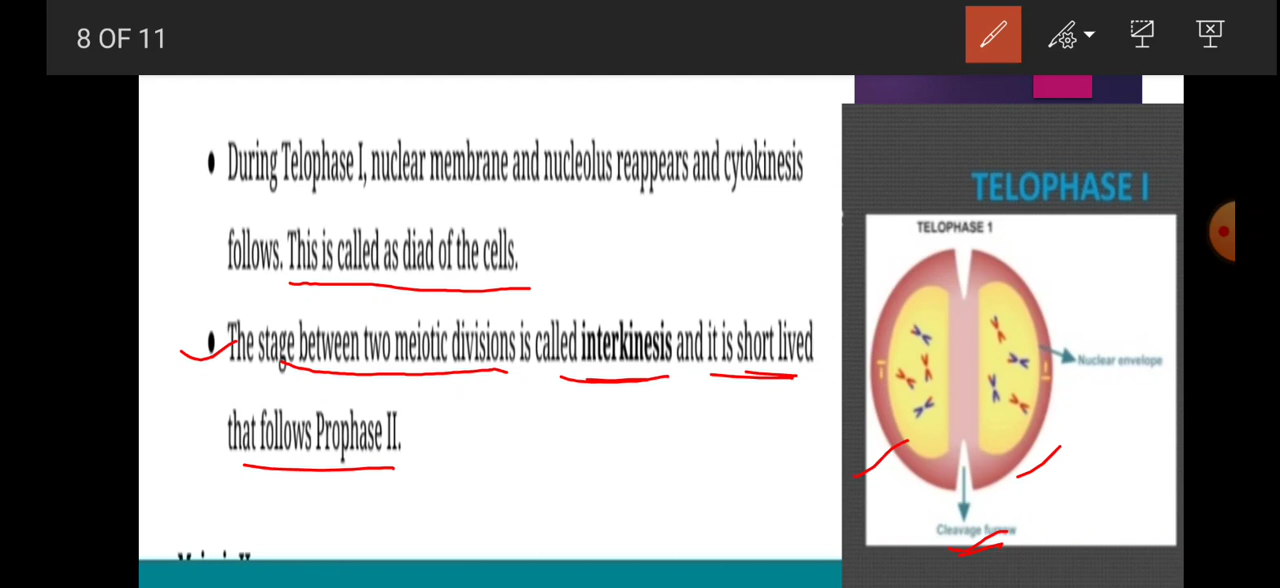 8 OF 11
• During Telophase I, nuclear membrane and nucleolus reappears and cytokinesis
follows. This is called as diad of the cells.
• The stage between two meiotic divisions is called interkinesis and it is short lived
that follows Prophase II.
TELOPHASE I
TELOPHASE 1
Nuclear envelope
Cleavage furrow